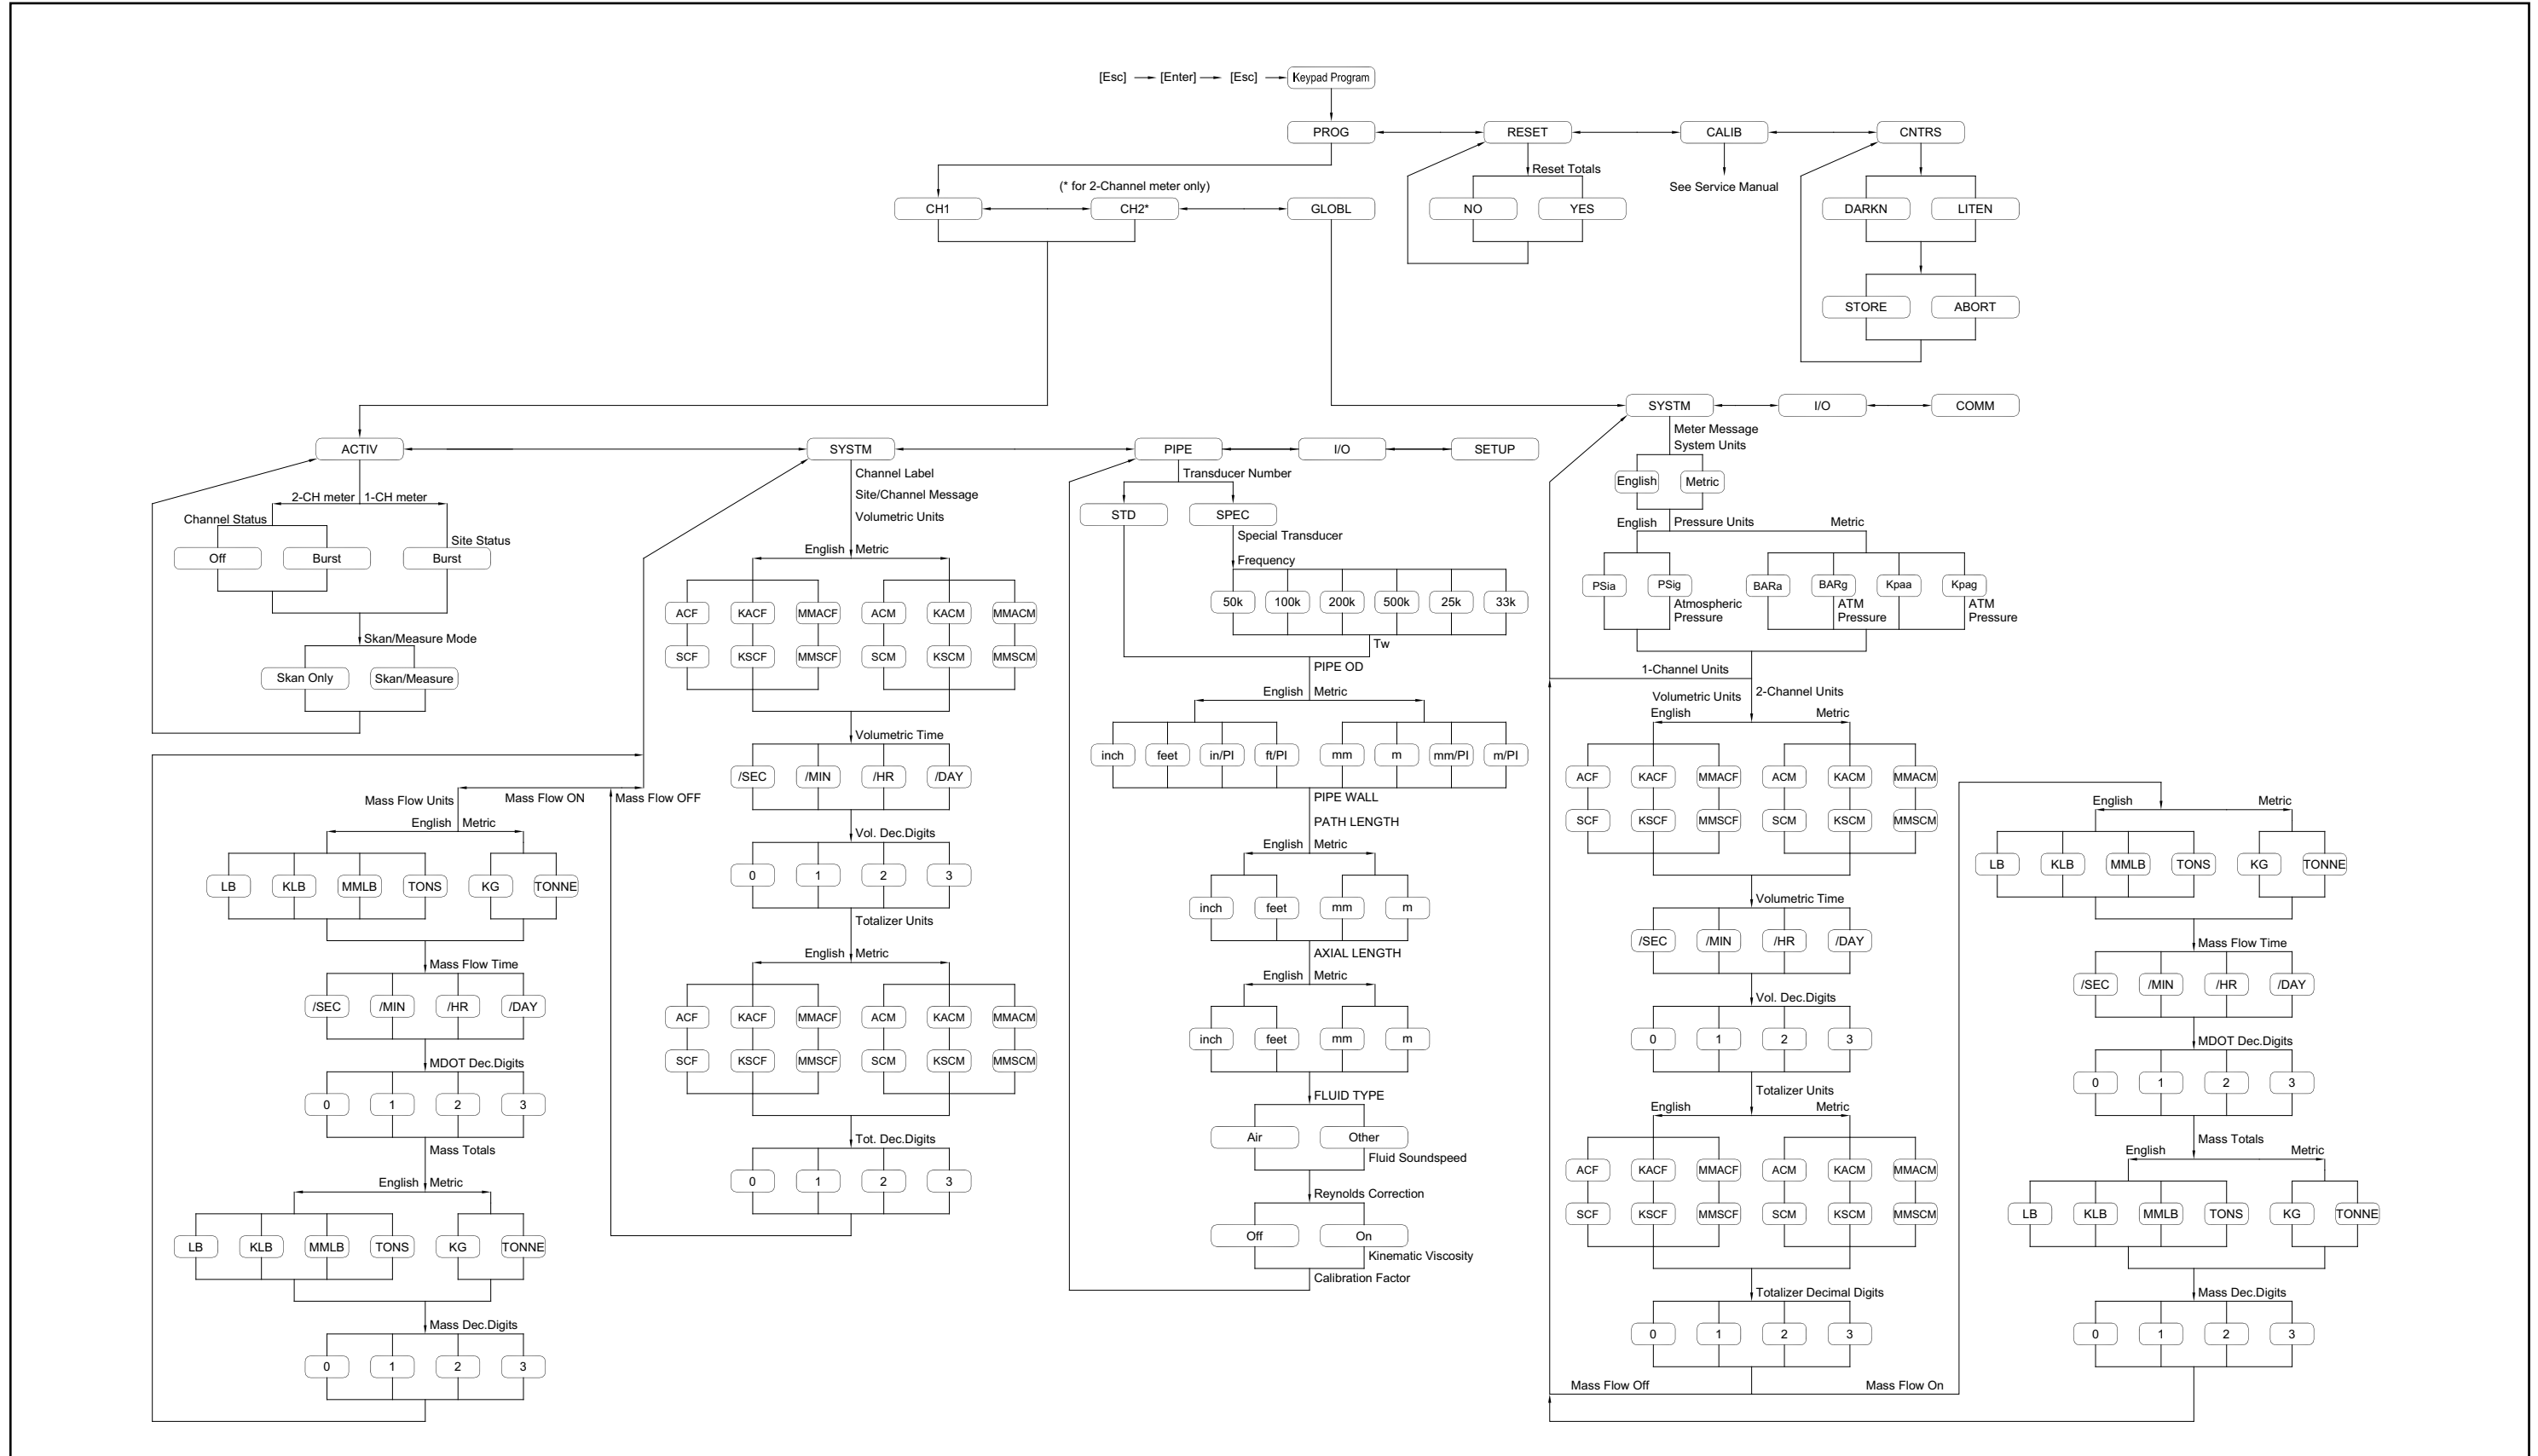 [Esc] [Enter] [Esc] Keypad Program
PROG RESET CALIB CNTRS
Reset Totals
See Service Manual
(* for 2-Channel meter only)
CH1 CH2* GLOBL NO YES DARKN LITEN
STORE ABORT
SYSTM I/O COMM
ACTIV SYSTM PIPE I/O SETUP
2-CH meter 1-CH meter
Channel Status
Site Status
Off Burst Burst
Skan/Measure Mode
Skan Only Skan/Measure
Mass Flow Units Mass Flow ON Mass Flow OFF
English Metric
LB KLB MMLB TONS KG TONNE
Mass Flow Time
/SEC /MIN /HR /DAY
MDOT Dec.Digits
0 1 2 3
Mass Totals
English Metric
LB KLB MMLB TONS KG TONNE
Mass Dec.Digits
0 1 2 3
Channel Label
Site/Channel Message
Volumetric Units
English Metric
ACF KACF MMACF ACM KACM MMACM
SCF KSCF MMSCF SCM KSCM MMSCM
Volumetric Time
/SEC /MIN /HR /DAY
Vol. Dec.Digits
0 1 2 3
Totalizer Units
English Metric
ACF KACF MMACF ACM KACM MMACM
SCF KSCF MMSCF SCM KSCM MMSCM
Tot. Dec.Digits
0 1 2 3
Transducer Number
STD SPEC
Special Transducer
Frequency
50k 100k 200k 500k 25k 33k
Tw
PIPE OD
English Metric
inch feet in/PI ft/PI mm m mm/PI m/PI
PIPE WALL
PATH LENGTH
English Metric
inch feet mm m
AXIAL LENGTH
English Metric
inch feet mm m
FLUID TYPE
Air Other
Fluid Soundspeed
Reynolds Correction
Off On
Kinematic Viscosity
Calibration Factor
Meter Message
System Units
English Metric
English Pressure Units Metric
PSia PSig BARa BARg Kpaa Kpag
Atmospheric
Pressure
ATM
Pressure
ATM
Pressure
1-Channel Units
Volumetric Units 2-Channel Units
English Metric
ACF KACF MMACF ACM KACM MMACM
SCF KSCF MMSCF SCM KSCM MMSCM
Volumetric Time
/SEC /MIN /HR /DAY
Vol. Dec.Digits
0 1 2 3
Totalizer Units
English Metric
ACF KACF MMACF ACM KACM MMACM
SCF KSCF MMSCF SCM KSCM MMSCM
Totalizer Decimal Digits
0 1 2 3
Mass Flow Off Mass Flow On
English Metric
LB KLB MMLB TONS KG TONNE
Mass Flow Time
/SEC /MIN /HR /DAY
MDOT Dec.Digits
0 1 2 3
Mass Totals
English Metric
LB KLB MMLB TONS KG TONNE
Mass Dec.Digits
0 1 2 3